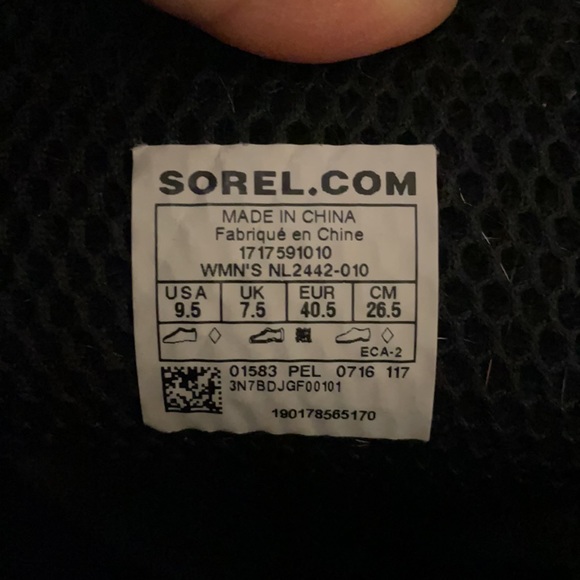 SOREL.COM
MADE IN CHINA
Fabriqué en Chine
1717591010
WMN'S NL2442-010
USA UK EUR CM
9.5 7.5 40.5 26.5
ECA-2
01583 PEL 0716 117
3N7BDJGF00101
190178565170